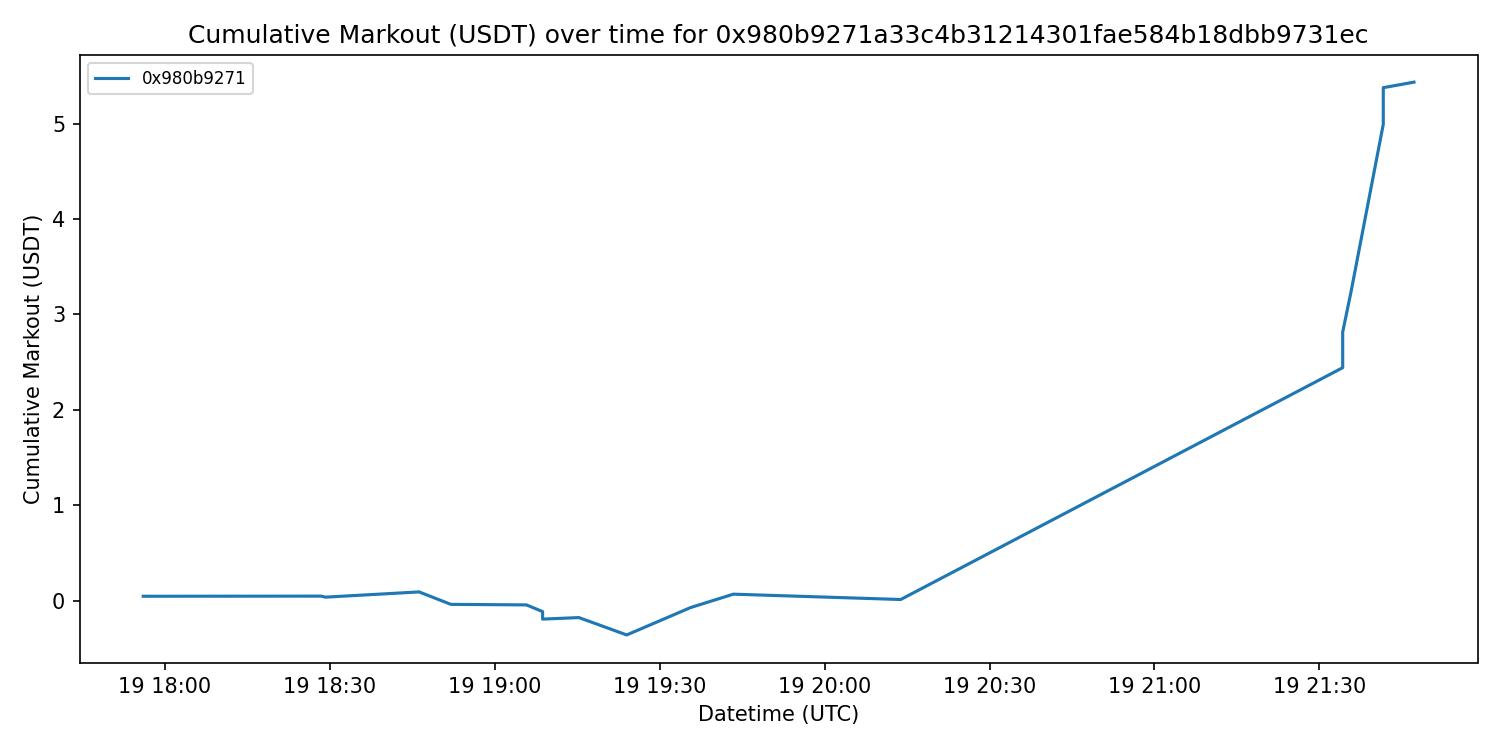 Cumulative Markout (USDT) over time for 0x980b9271a33c4b31214301fae584b18dbb9731ec
0x980b9271
Cumulative Markout (USDT)
5
4
3
2
1
0
19 18:00 19 18:30 19 19:00 19 19:30 19 20:00 19 20:30 19 21:00 19 21:30
Datetime (UTC)